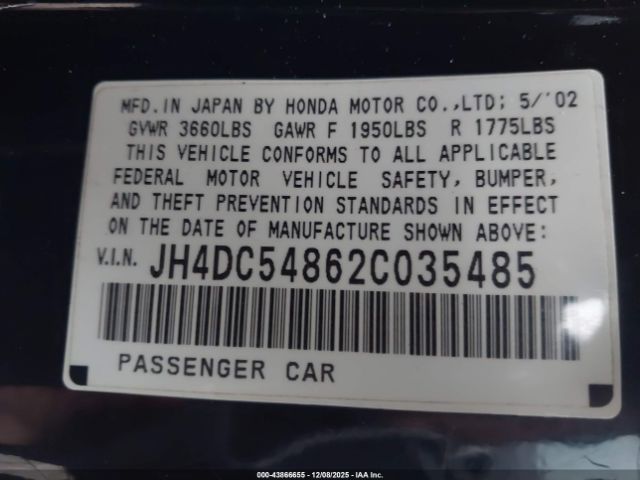 MFD. IN JAPAN BY HONDA MOTOR CO.,LTD; 5/'02
GVWR 3660LBS GAWR F 1950LBS R 1775LBS
THIS VEHICLE CONFORMS TO ALL APPLICABLE
FEDERAL MOTOR VEHICLE SAFETY, BUMPER,
AND THEFT PREVENTION STANDARDS IN EFFECT
ON THE DATE OF MANUFACTURE SHOWN ABOVE:
V.I.N. JH4DC54862C035485
PASSENGER CAR
000-43866655 - 12/08/2025 - IAA Inc.